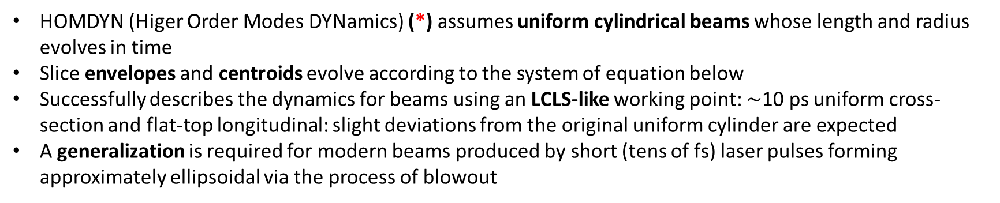 • HOMDYN (Higer Order Modes DYNamics) (*) assumes uniform cylindrical beams whose length and radius
evolves in time
• Slice envelopes and centroids evolve according to the system of equation below
• Successfully describes the dynamics for beams using an LCLS-like working point: ~10 ps uniform cross-
section and flat-top longitudinal: slight deviations from the original uniform cylinder are expected
• A generalization is required for modern beams produced by short (tens of fs) laser pulses forming
approximately ellipsoidal via the process of blowout